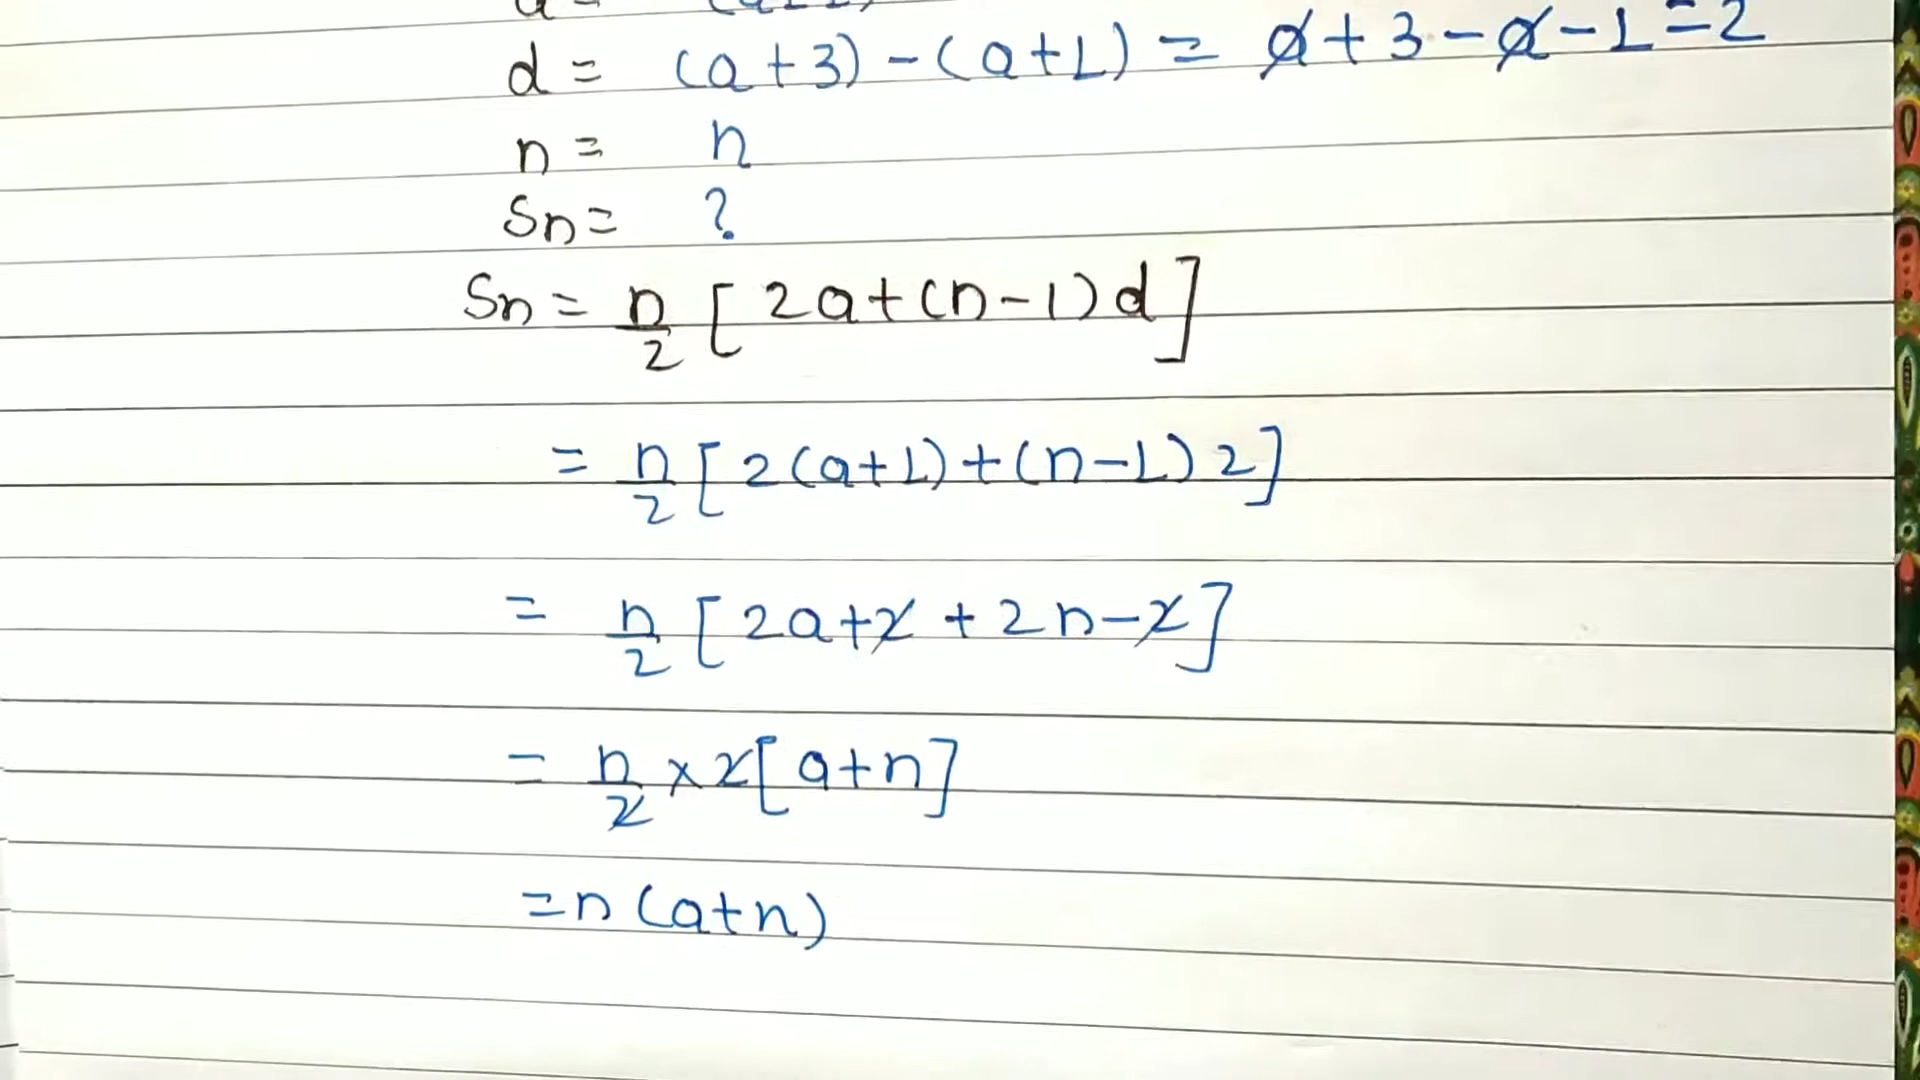 d = (a+3)-(a+1) = a+3-a-1=2
n = n
Sn= ?
Sn = n/2 [2a+(n-1)d]
= n/2 [2(a+1)+(n-1)2]
= n/2 [2a+2+2n-2]
= n/2 ×2[a+n]
=n(a+n)